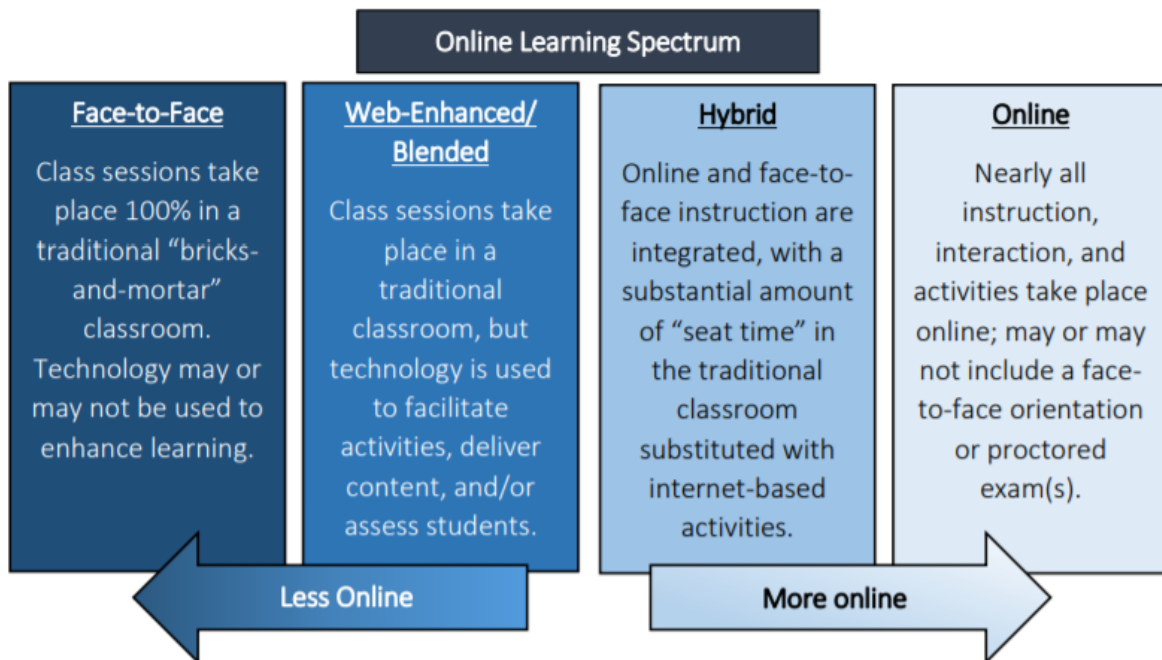 Online Learning Spectrum
Face-to-Face
Class sessions take
place 100% in a
traditional “bricks-
and-mortar”
classroom.
Technology may or
may not be used to
enhance learning.
Web-Enhanced/
Blended
Class sessions take
place in a
traditional
classroom, but
technology is used
to facilitate
activities, deliver
content, and/or
assess students.
Hybrid
Online and face-to-
face instruction are
integrated, with a
substantial amount
of “seat time” in
the traditional
classroom
substituted with
internet-based
activities.
Online
Nearly all
instruction,
interaction, and
activities take place
online; may or may
not include a face-
to-face orientation
or proctored
exam(s).
Less Online
More online